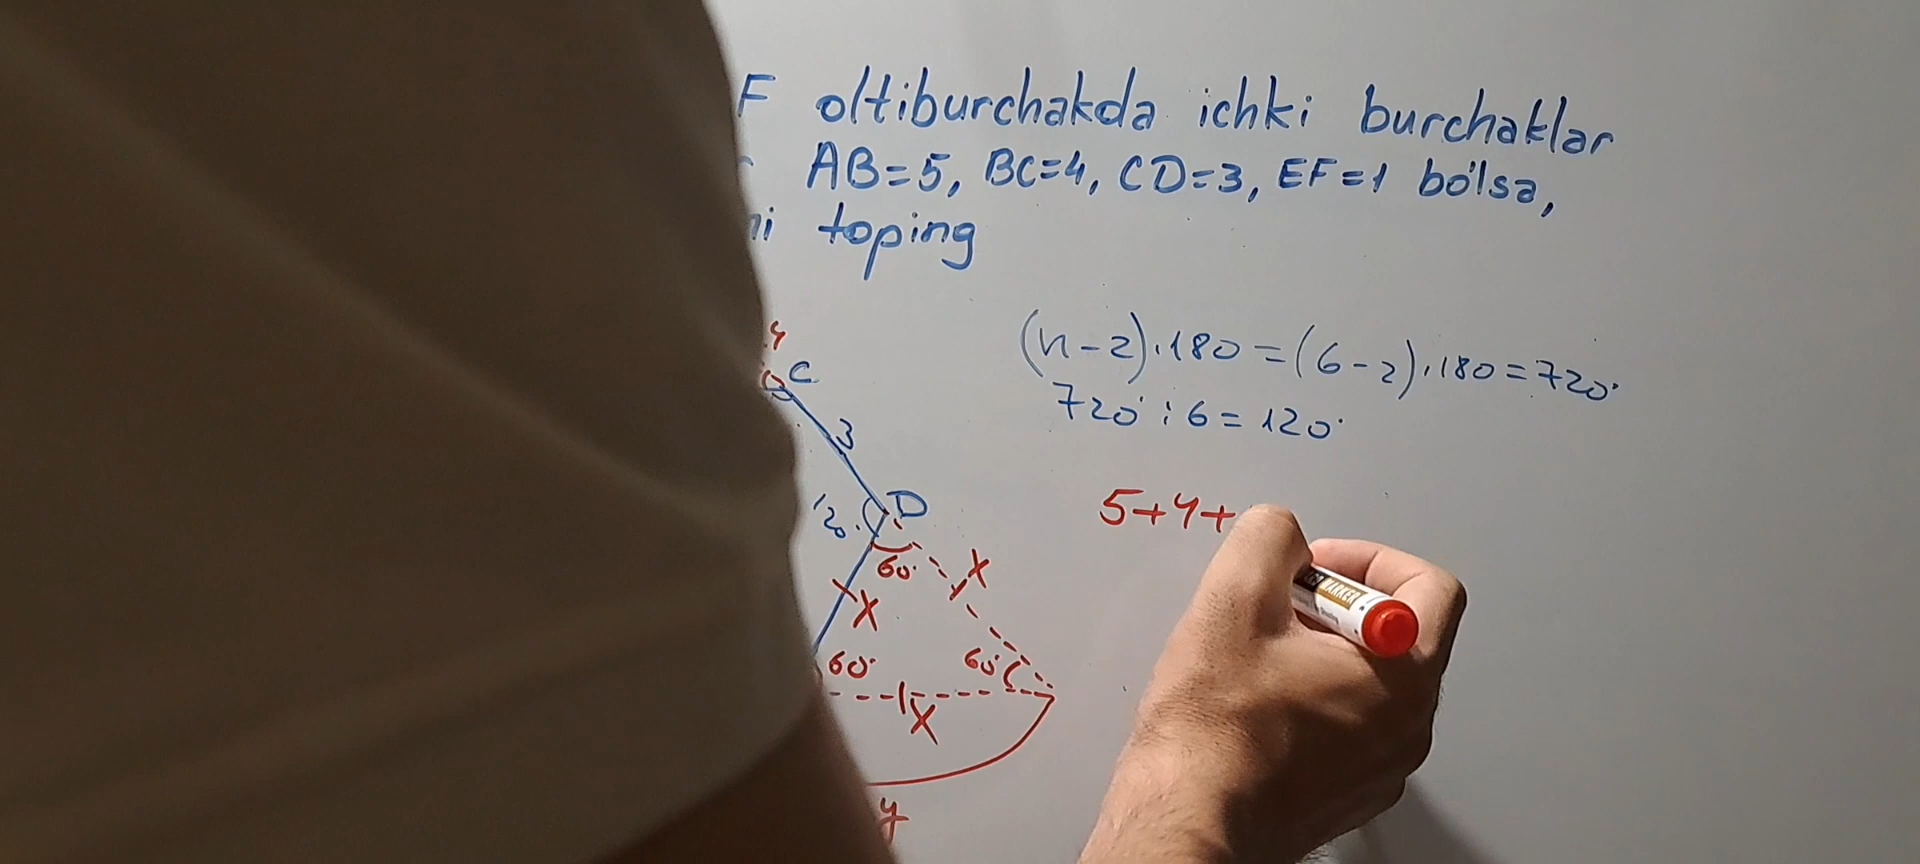 F oltiburchakda ichki burchaklar
AB=5, BC=4, CD=3, EF=1 bo'lsa,
ni toping
(n-2)·180=(6-2)·180=720°
720°:6=120°
4
C
3
D
120°
60°
X
X
5+4+
60°
60°
X
y
MARKER